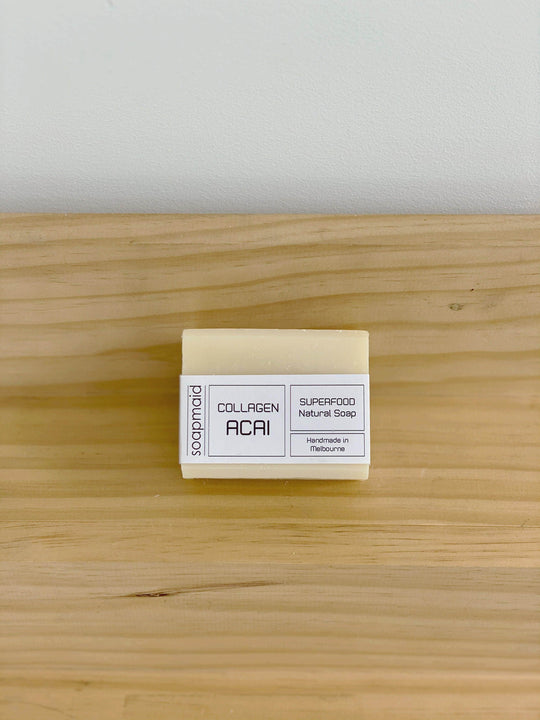 soapmaid
COLLAGEN
ACAI
SUPERFOOD
Natural Soap
Handmade in
Melbourne